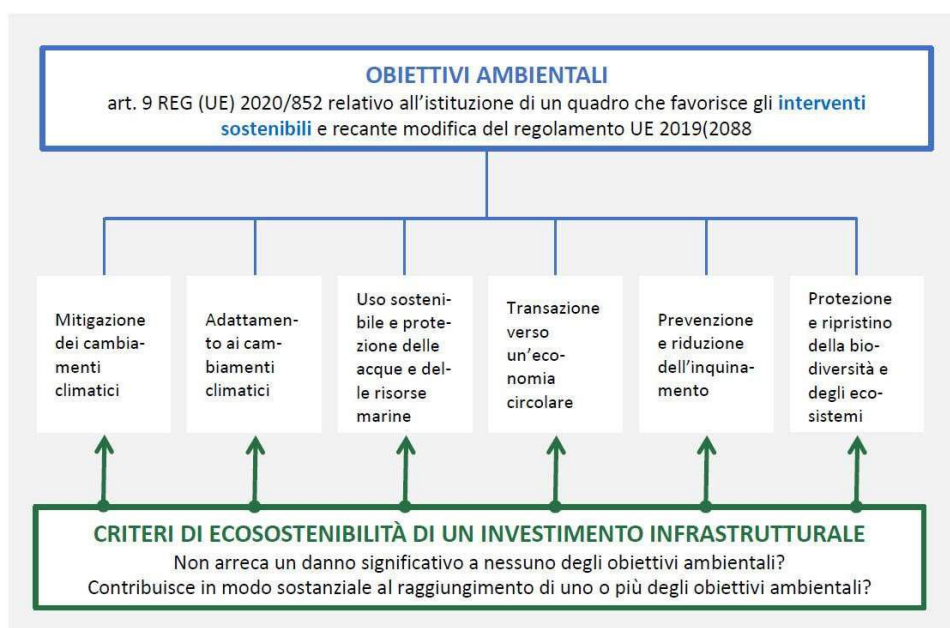 OBIETTIVI AMBIENTALI
art. 9 REG (UE) 2020/852 relativo all'istituzione di un quadro che favorisce gli interventi
sostenibili e recante modifica del regolamento UE 2019(2088
Mitigazione
dei cambia-
menti
climatici
Adattamen-
to ai cam-
biamenti
climatici
Uso sosteni-
bile e prote-
zione delle
acque e del-
le risorse
marine
Transazione
verso
un'eco-
nomia
circolare
Prevenzione
e riduzione
dell'inquina-
mento
Protezione
e ripristino
della bio-
diversità e
degli eco-
sistemi
CRITERI DI ECOSOSTENIBILITÀ DI UN INVESTIMENTO INFRASTRUTTURALE
Non arreca un danno significativo a nessuno degli obiettivi ambientali?
Contribuisce in modo sostanziale al raggiungimento di uno o più degli obiettivi ambientali?